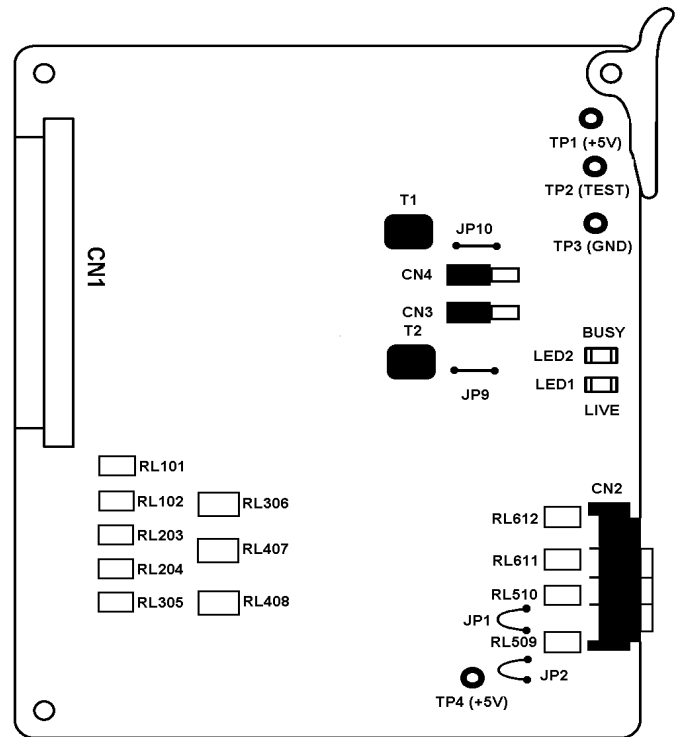 TP1 (+5V)
TP2 (TEST)
T1
JP10
TP3 (GND)
CN1
CN4
CN3
T2
BUSY
LED2
LED1
JP9
LIVE
RL101
CN2
RL102
RL306
RL612
RL203
RL407
RL611
RL204
RL510
RL305
RL408
JP1
RL509
JP2
TP4 (+5V)